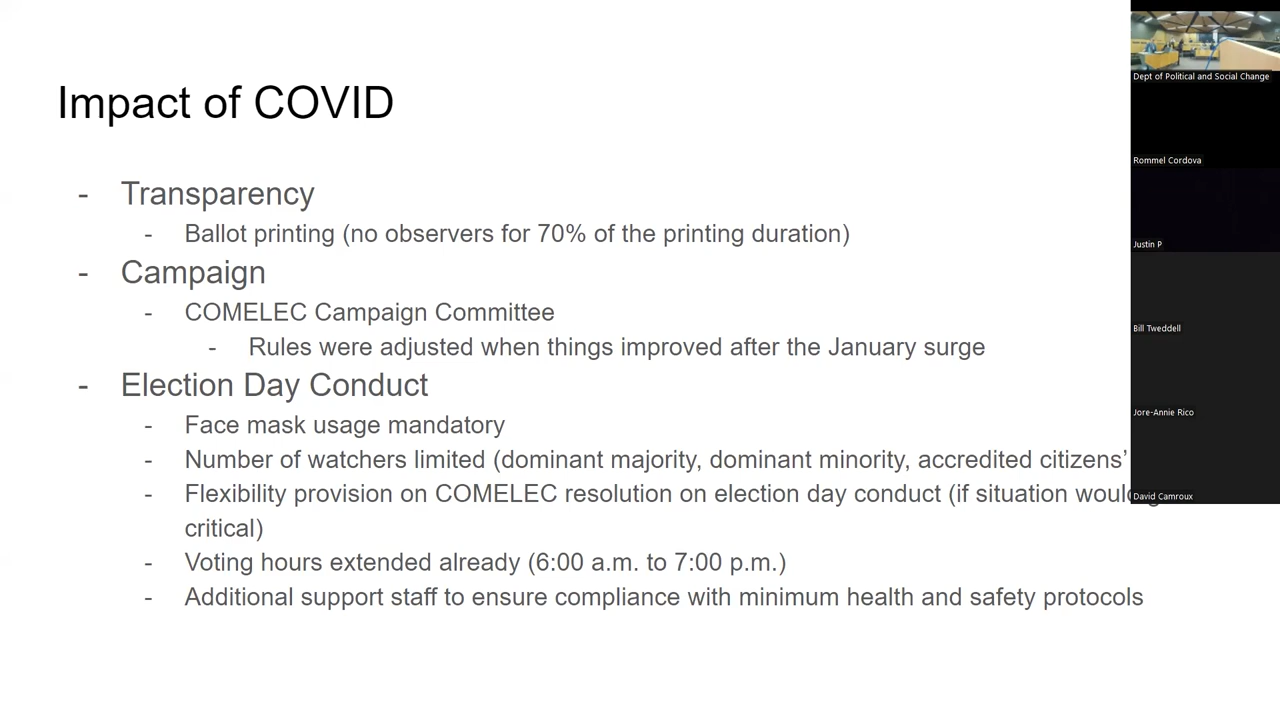 Impact of COVID
- Transparency
- Ballot printing (no observers for 70% of the printing duration)
- Campaign
- COMELEC Campaign Committee
- Rules were adjusted when things improved after the January surge
- Election Day Conduct
- Face mask usage mandatory
- Number of watchers limited (dominant majority, dominant minority, accredited citizens’
- Flexibility provision on COMELEC resolution on election day conduct (if situation
critical)
- Voting hours extended already (6:00 a.m. to 7:00 p.m.)
- Additional support staff to ensure compliance with minimum health and safety protocols
Dept of Political and Social Change
Rommel Cordova
Justin P
Bill Tweddell
Jore-Annie Rico
David Camroux